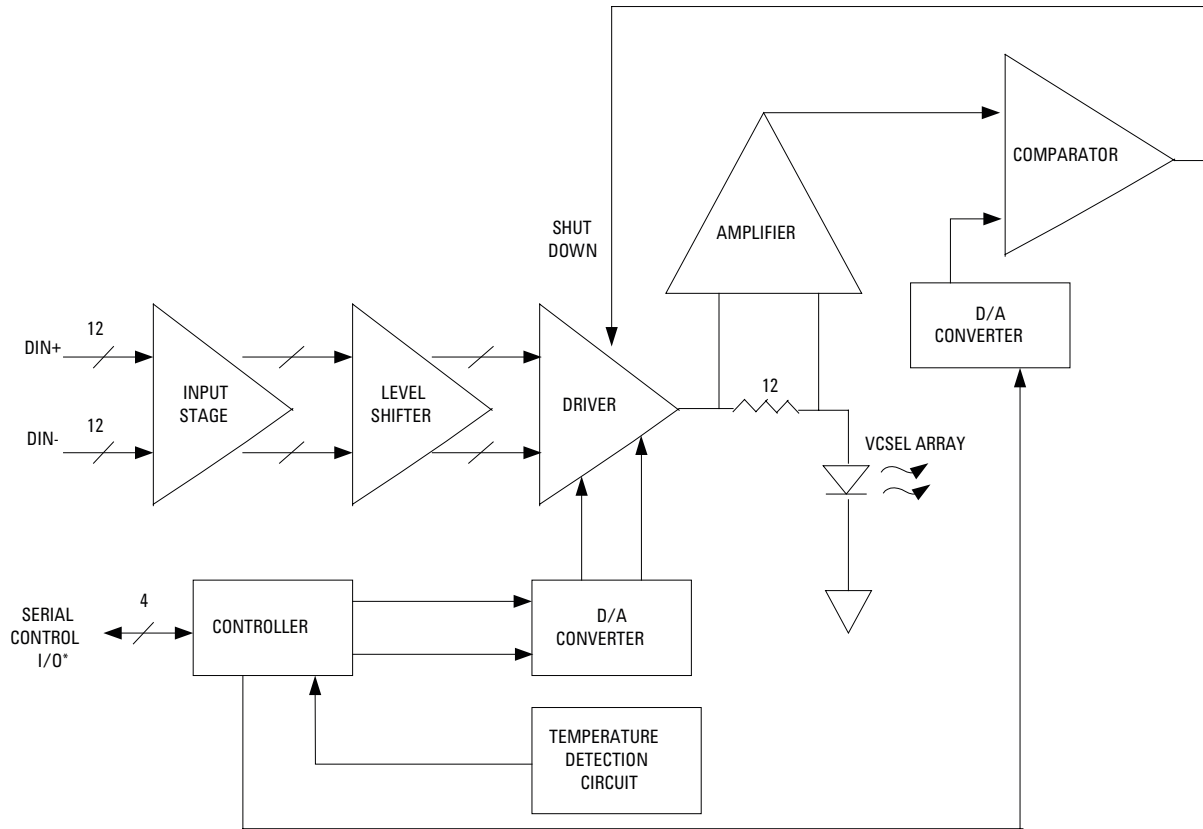 COMPARATOR
SHUT
DOWN
AMPLIFIER
D/A
CONVERTER
DIN+
12
INPUT
STAGE
LEVEL
SHIFTER
DRIVER
12
DIN-
12
VCSEL ARRAY
SERIAL
CONTROL
I/O*
4
CONTROLLER
D/A
CONVERTER
TEMPERATURE
DETECTION
CIRCUIT